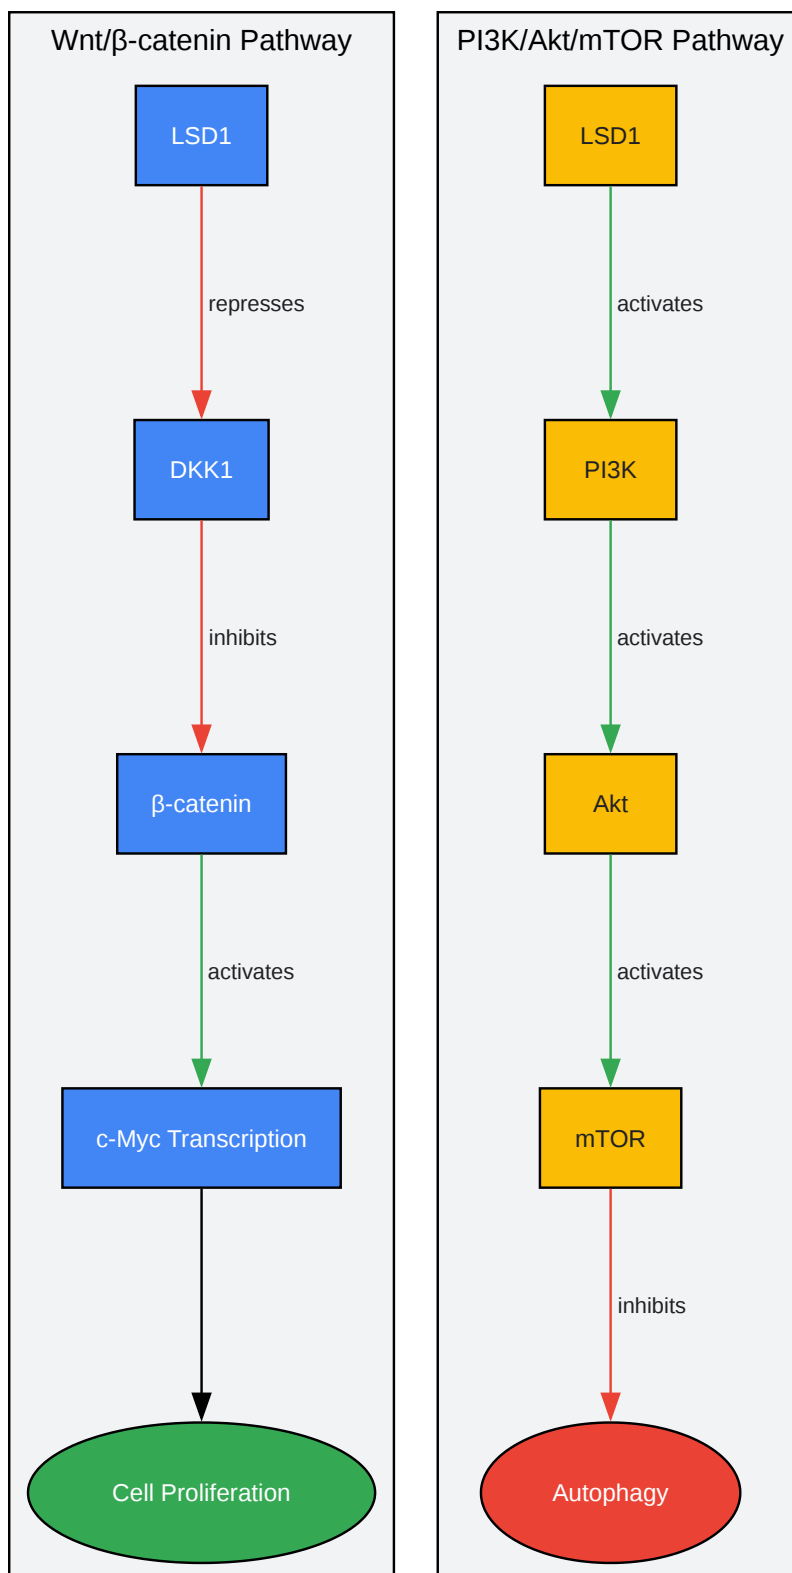 Wnt/β-catenin Pathway
LSD1
represses
DKK1
inhibits
β-catenin
activates
c-Myc Transcription
Cell Proliferation
PI3K/Akt/mTOR Pathway
LSD1
activates
PI3K
activates
Akt
activates
mTOR
inhibits
Autophagy